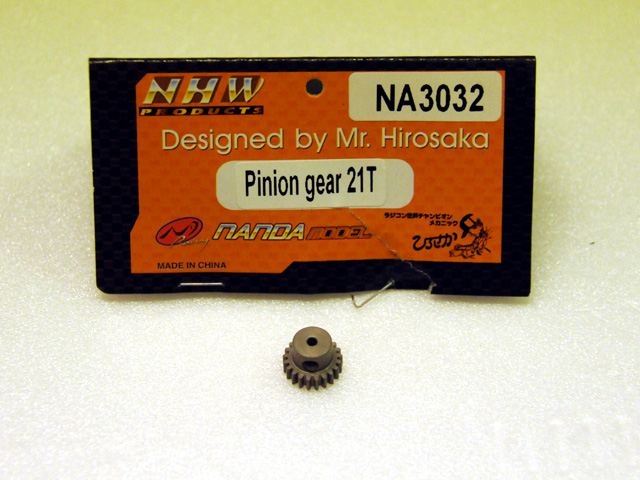 NHW
PRODUCTS
NA3032
Designed by Mr. Hirosaka
Pinion gear 21T
NANDA MODEL
ラジコン世界チャンピオン
メカニック
ひろさか
MADE IN CHINA